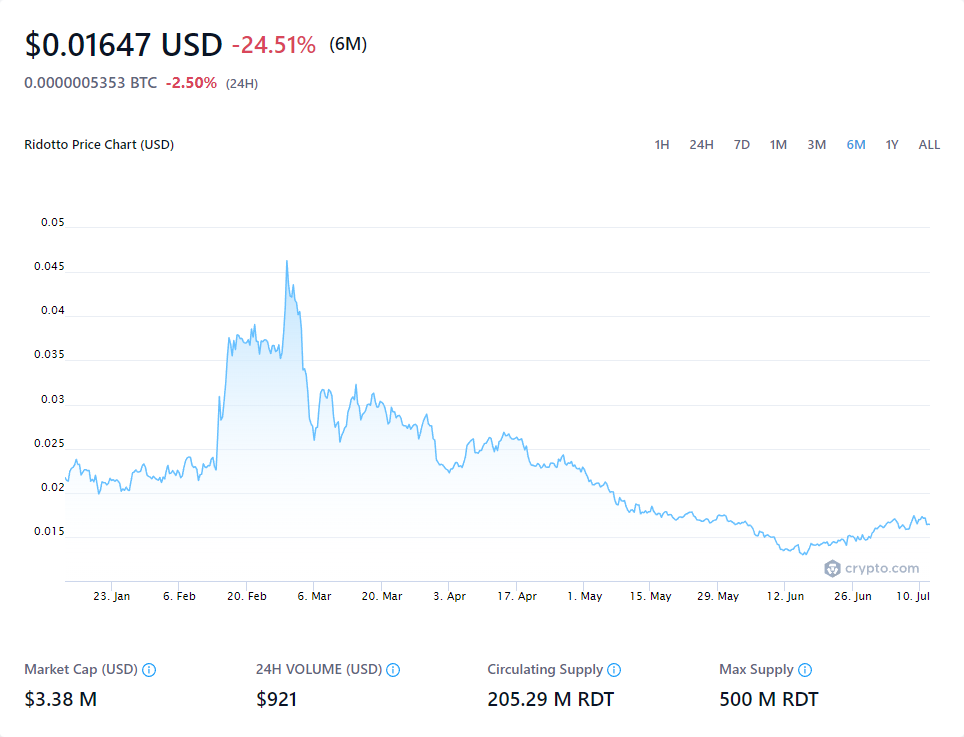 $0.01647 USD -24.51% (6M)
0.0000005353 BTC -2.50% (24H)
Ridotto Price Chart (USD)
1H 24H 7D 1M 3M 6M 1Y ALL
0.05
0.045
0.04
0.035
0.03
0.025
0.02
0.015
crypto.com
23. Jan 6. Feb 20. Feb 6. Mar 20. Mar 3. Apr 17. Apr 1. May 15. May 29. May 12. Jun 26. Jun 10. Jul
Market Cap (USD) 24H VOLUME (USD) Circulating Supply Max Supply
$3.38 M $921 205.29 M RDT 500 M RDT